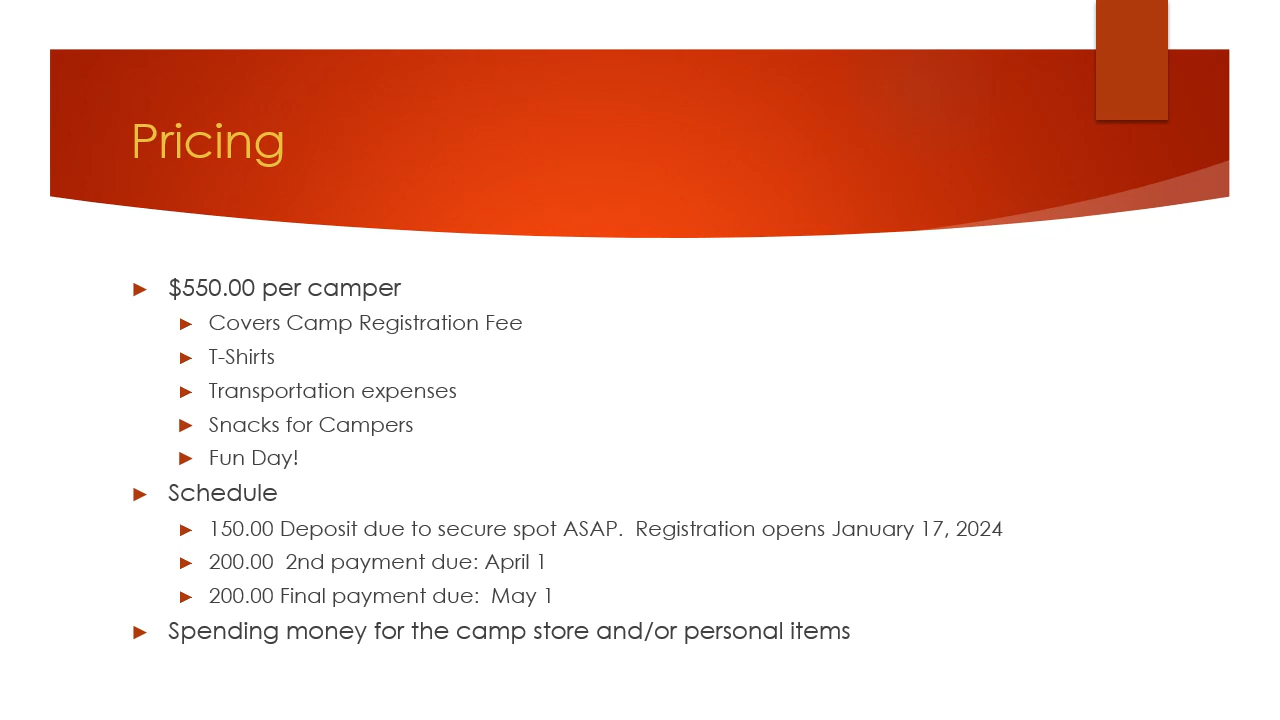 Pricing
► $550.00 per camper
► Covers Camp Registration Fee
► T-Shirts
► Transportation expenses
► Snacks for Campers
► Fun Day!
► Schedule
► 150.00 Deposit due to secure spot ASAP.  Registration opens January 17, 2024
► 200.00  2nd payment due: April 1
► 200.00 Final payment due:  May 1
► Spending money for the camp store and/or personal items